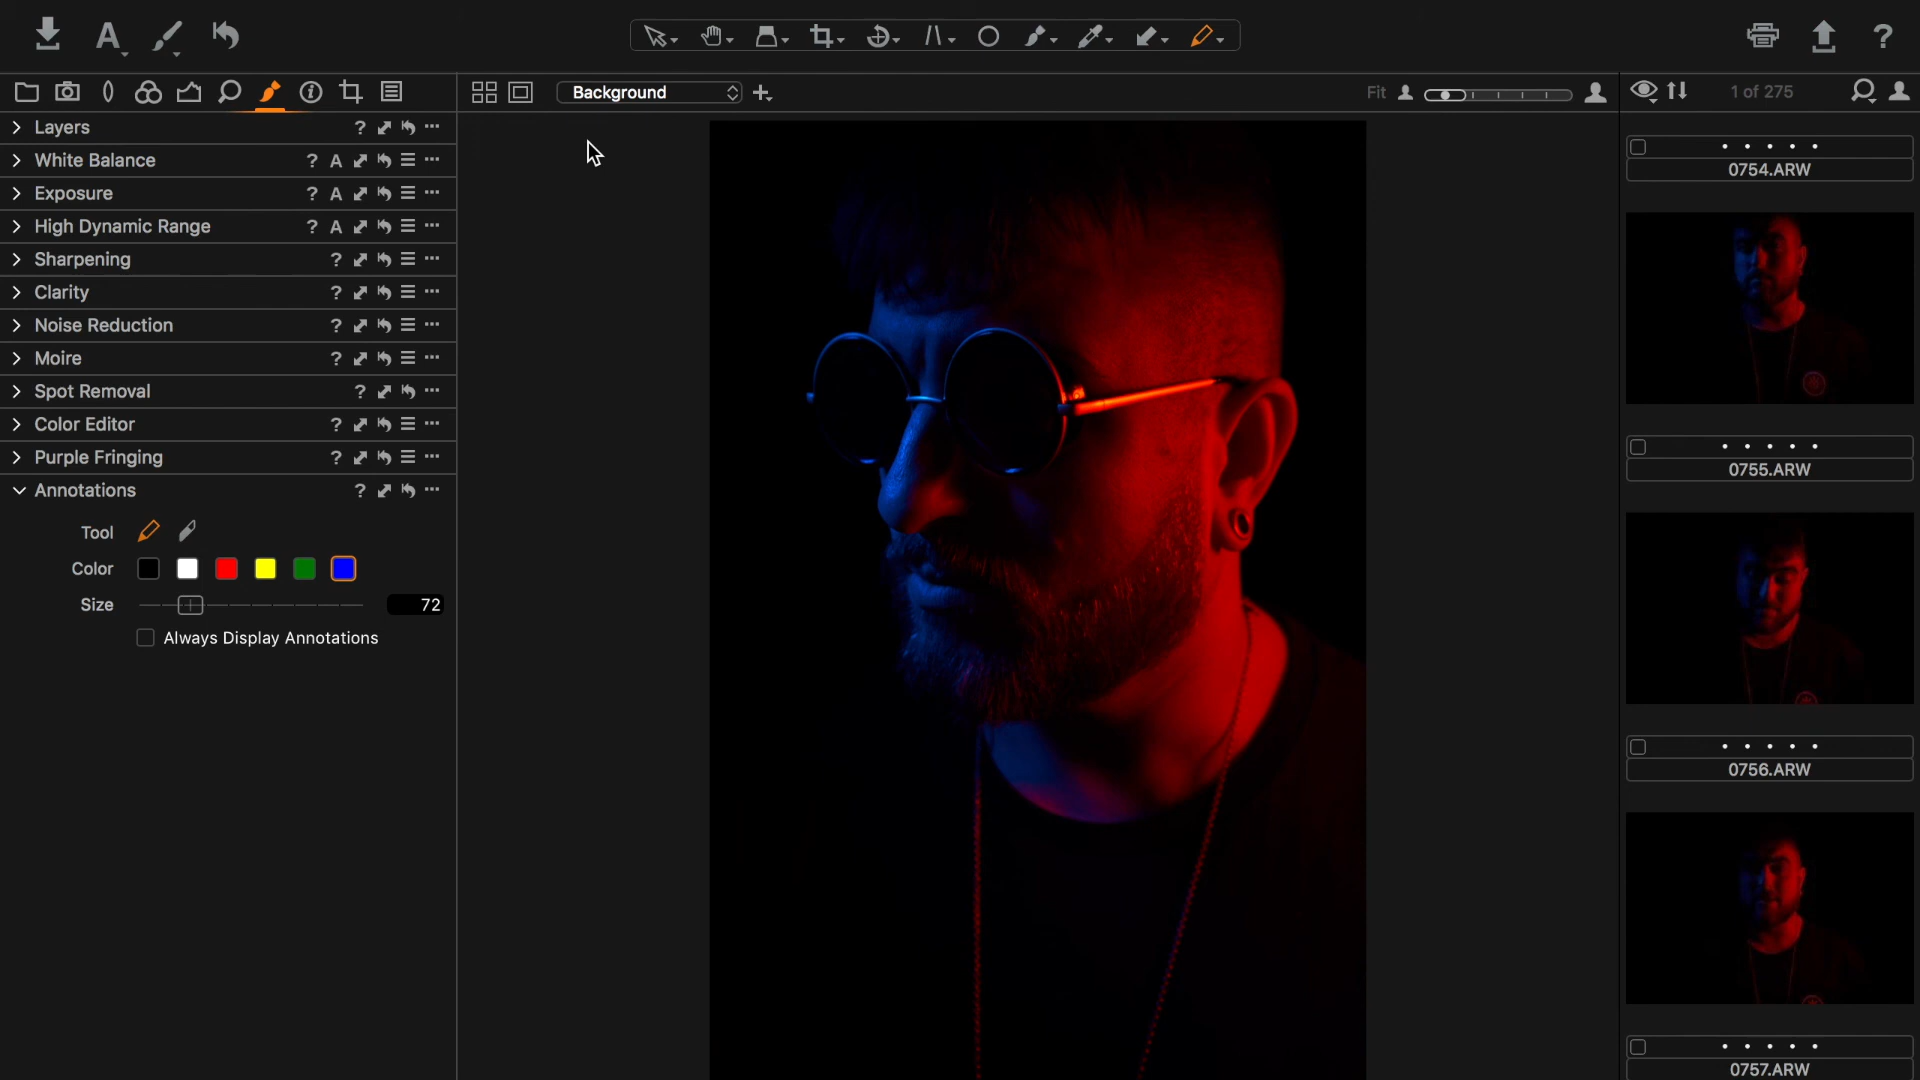 Background
Fit
1 of 275
Layers
White Balance
Exposure
High Dynamic Range
Sharpening
Clarity
Noise Reduction
Moire
Spot Removal
Color Editor
Purple Fringing
Annotations
Tool
Color
Size 72
Always Display Annotations
0754.ARW
0755.ARW
0756.ARW
0757.ARW